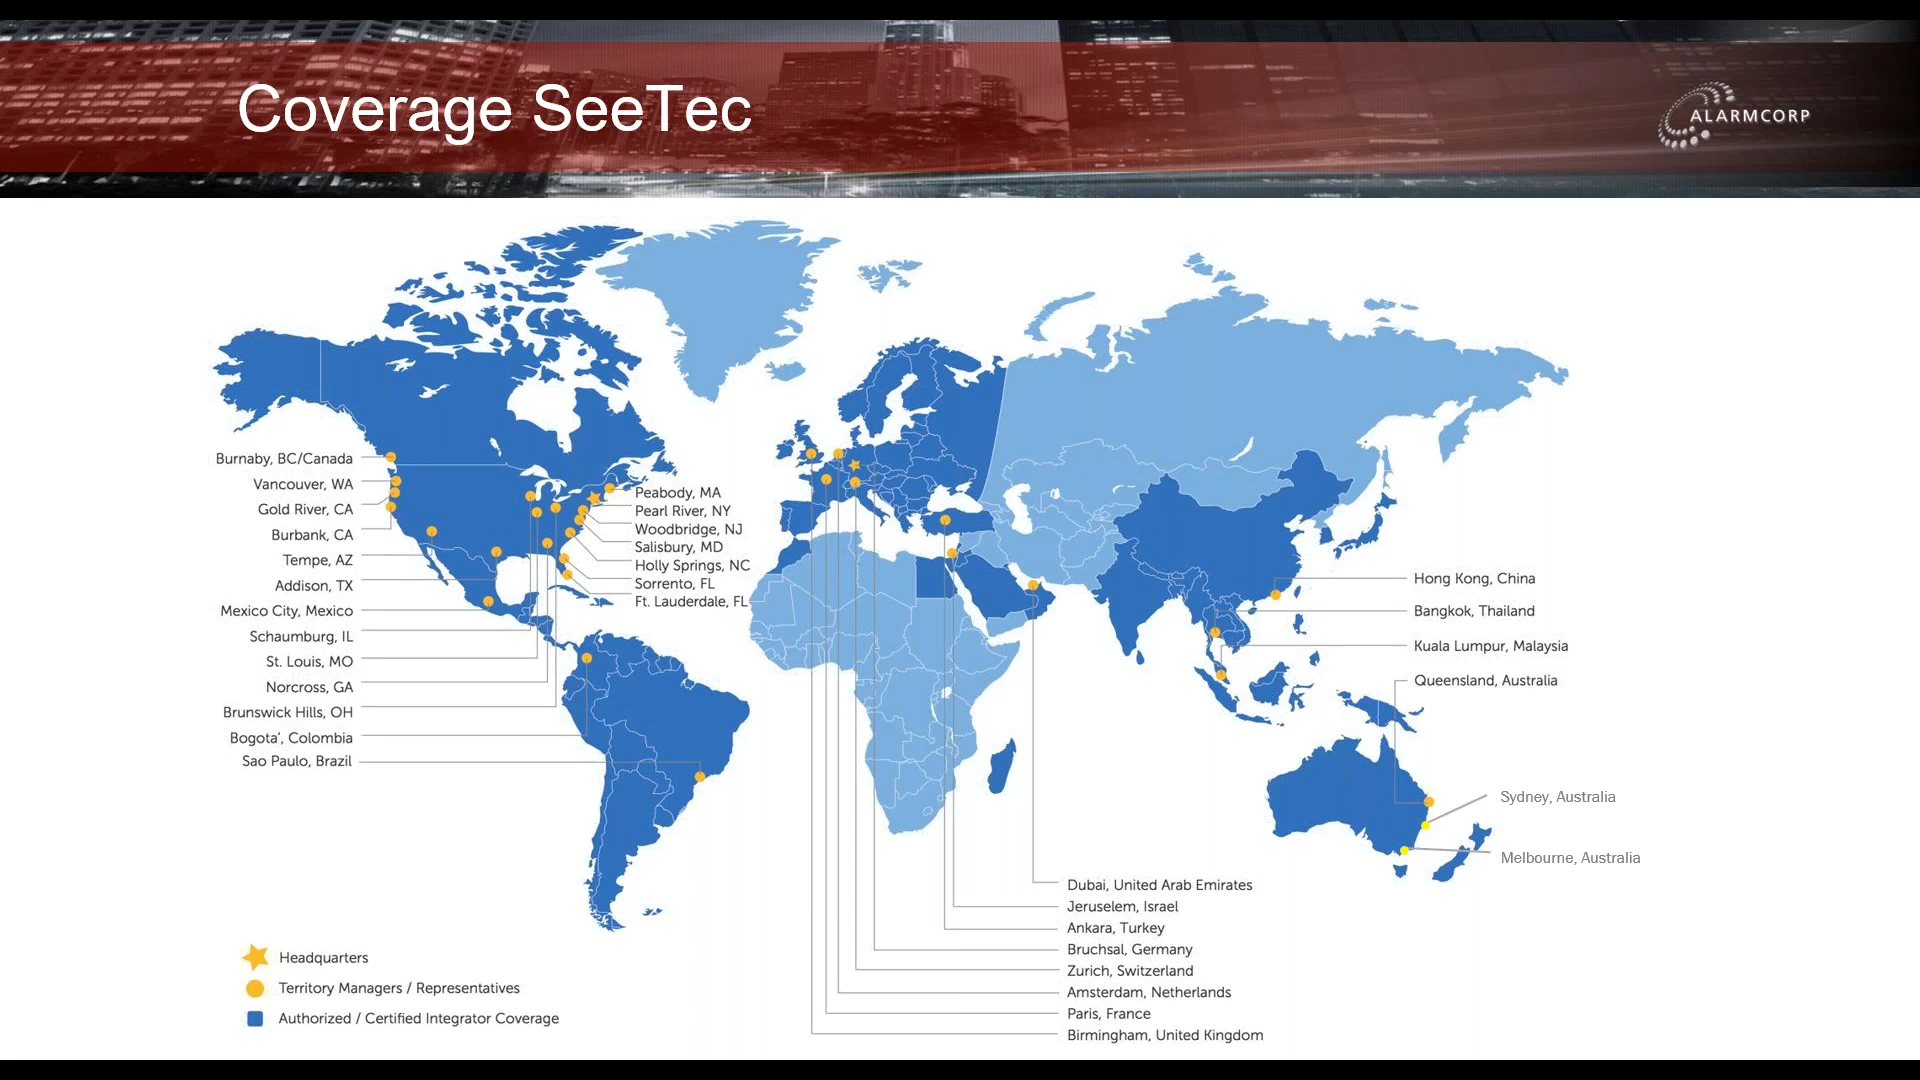 Coverage SeeTec
ALARMCORP
Burnaby, BC/Canada
Vancouver, WA
Gold River, CA
Burbank, CA
Tempe, AZ
Addison, TX
Mexico City, Mexico
Schaumburg, IL
St. Louis, MO
Norcross, GA
Brunswick Hills, OH
Bogota', Colombia
Sao Paulo, Brazil
Peabody, MA
Pearl River, NY
Woodbridge, NJ
Salisbury, MD
Holly Springs, NC
Sorrento, FL
Ft. Lauderdale, FL
Hong Kong, China
Bangkok, Thailand
Kuala Lumpur, Malaysia
Queensland, Australia
Sydney, Australia
Melbourne, Australia
Dubai, United Arab Emirates
Jeruselem, Israel
Ankara, Turkey
Bruchsal, Germany
Zurich, Switzerland
Amsterdam, Netherlands
Paris, France
Birmingham, United Kingdom
Headquarters
Territory Managers / Representatives
Authorized / Certified Integrator Coverage